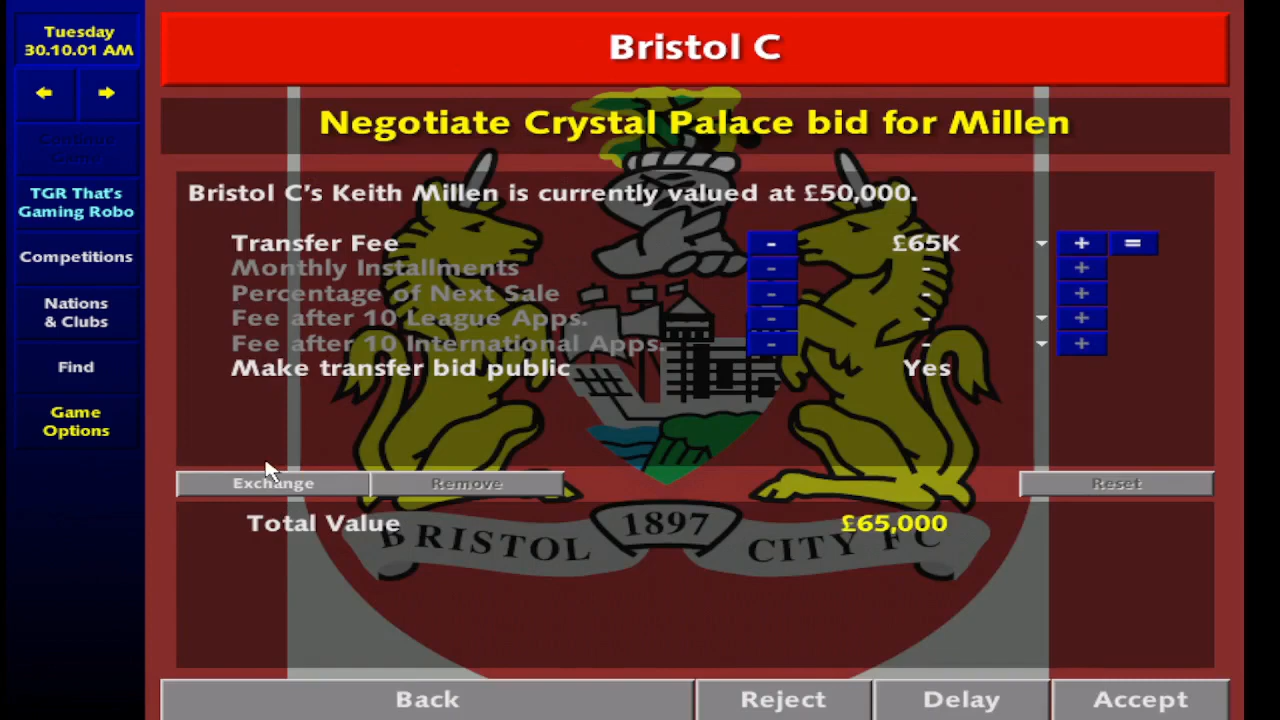 Tuesday
30.10.01 AM
Continue
Game
TGR That's
Gaming Robo
Competitions
Nations
& Clubs
Find
Game
Options
Bristol C
Negotiate Crystal Palace bid for Millen
Bristol C's Keith Millen is currently valued at £50,000.
Transfer Fee - £65K + =
Monthly Installments - - +
Percentage of Next Sale - - +
Fee after 10 League Apps. - - +
Fee after 10 International Apps. - - +
Make transfer bid public Yes
Exchange Remove Reset
Total Value £65,000
1897
BRISTOL CITY FC
Back Reject Delay Accept